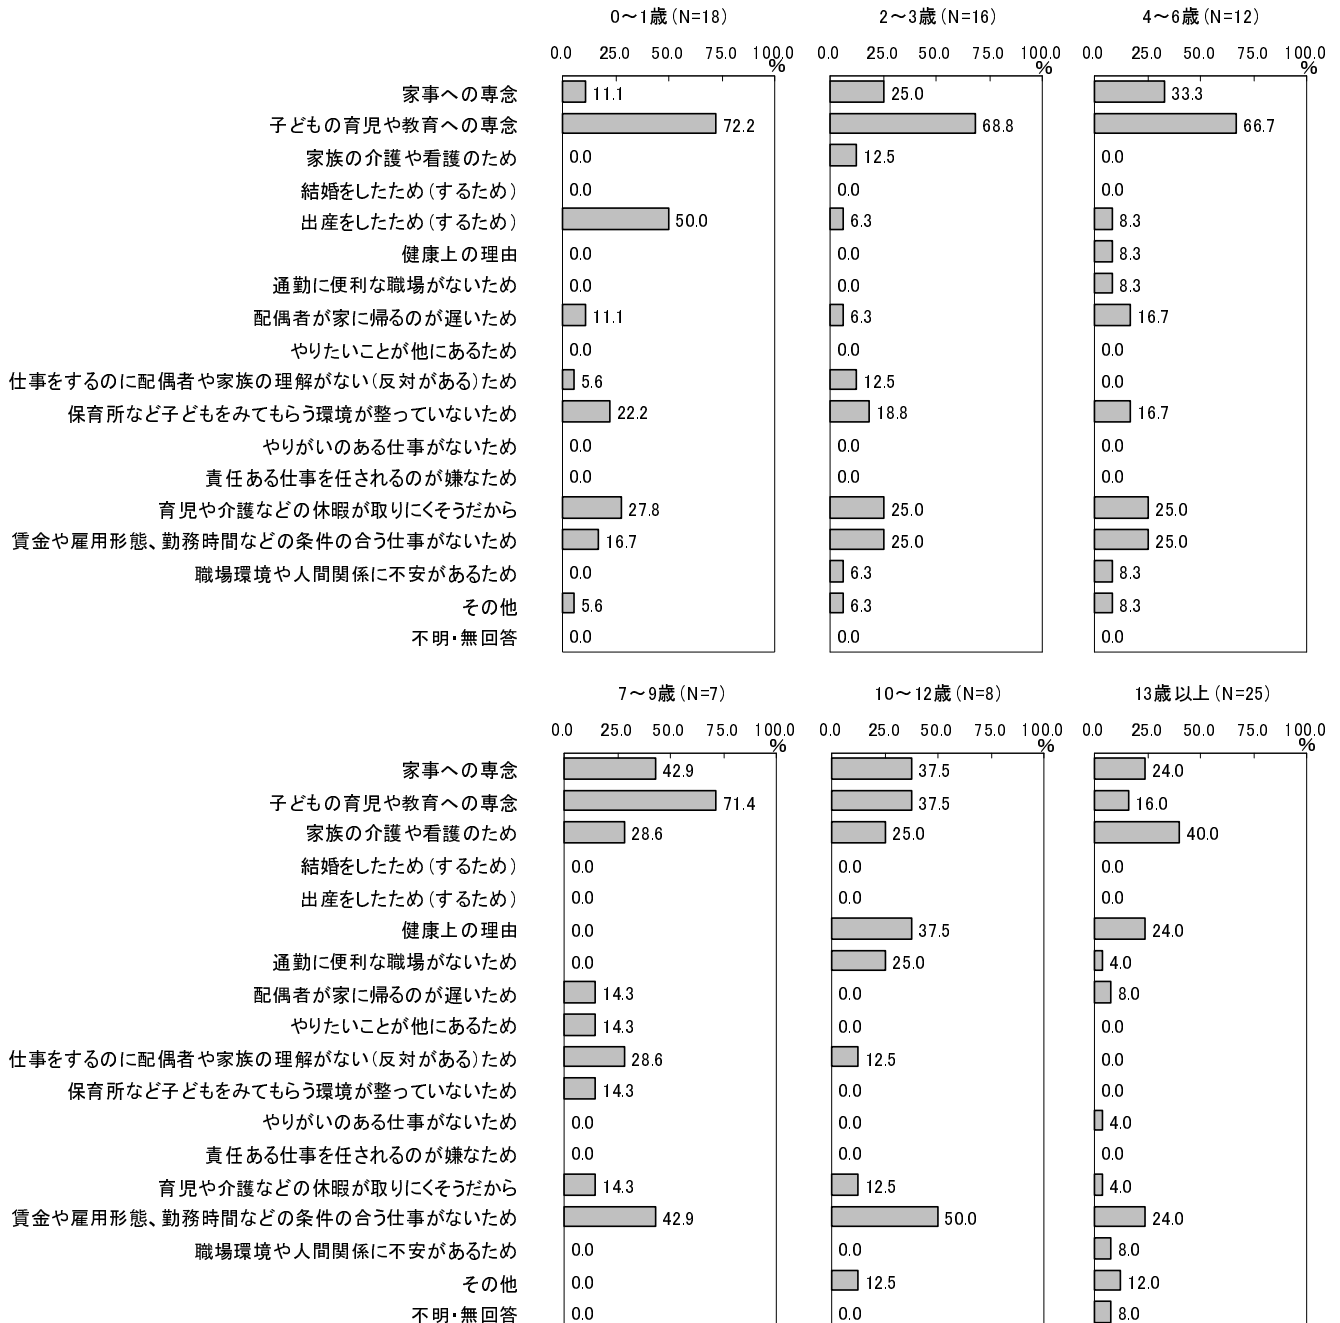 0～1歳（N=18） 2～3歳（N=16） 4～6歳（N=12）
0.0 25.0 50.0 75.0 100.0 0.0 25.0 50.0 75.0 100.0 0.0 25.0 50.0 75.0 100.0
% % %
家事への専念 11.1 25.0 33.3
子どもの育児や教育への専念 72.2 68.8 66.7
家族の介護や看護のため 0.0 12.5 0.0
結婚をしたため（するため） 0.0 0.0 0.0
出産をしたため（するため） 50.0 6.3 8.3
健康上の理由 0.0 0.0 8.3
通勤に便利な職場がないため 0.0 0.0 8.3
配偶者が家に帰るのが遅いため 11.1 6.3 16.7
やりたいことが他にあるため 0.0 0.0 0.0
仕事をするのに配偶者や家族の理解がない（反対がある）ため 5.6 12.5 0.0
保育所など子どもをみてもらう環境が整っていないため 22.2 18.8 16.7
やりがいのある仕事がないため 0.0 0.0 0.0
責任ある仕事を任されるのが嫌なため 0.0 0.0 0.0
育児や介護などの休暇が取りにくそうだから 27.8 25.0 25.0
賃金や雇用形態、勤務時間などの条件の合う仕事がないため 16.7 25.0 25.0
職場環境や人間関係に不安があるため 0.0 6.3 8.3
その他 5.6 6.3 8.3
不明・無回答 0.0 0.0 0.0
7～9歳（N=7） 10～12歳（N=8） 13歳以上（N=25）
0.0 25.0 50.0 75.0 100.0 0.0 25.0 50.0 75.0 100.0 0.0 25.0 50.0 75.0 100.0
% % %
家事への専念 42.9 37.5 24.0
子どもの育児や教育への専念 71.4 37.5 16.0
家族の介護や看護のため 28.6 25.0 40.0
結婚をしたため（するため） 0.0 0.0 0.0
出産をしたため（するため） 0.0 0.0 0.0
健康上の理由 0.0 37.5 24.0
通勤に便利な職場がないため 0.0 25.0 4.0
配偶者が家に帰るのが遅いため 14.3 0.0 8.0
やりたいことが他にあるため 14.3 0.0 0.0
仕事をするのに配偶者や家族の理解がない（反対がある）ため 28.6 12.5 0.0
保育所など子どもをみてもらう環境が整っていないため 14.3 0.0 0.0
やりがいのある仕事がないため 0.0 0.0 4.0
責任ある仕事を任されるのが嫌なため 0.0 0.0 0.0
育児や介護などの休暇が取りにくそうだから 14.3 12.5 4.0
賃金や雇用形態、勤務時間などの条件の合う仕事がないため 42.9 50.0 24.0
職場環境や人間関係に不安があるため 0.0 0.0 8.0
その他 0.0 12.5 12.0
不明・無回答 0.0 0.0 8.0